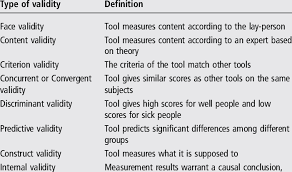 Type of validity Definition
Face validity Tool measures content according to the lay-person
Content validity Tool measures content according to an expert based
on theory
Criterion validity The criteria of the tool match other tools
Concurrent or Convergent Tool gives similar scores as other tools on the same
validity subjects
Discriminant validity Tool gives high scores for well people and low
scores for sick people
Predictive validity Tool predicts significant differences among different
groups
Construct validity Tool measures what it is supposed to
Internal validity Measurement results warrant a causal conclusion,